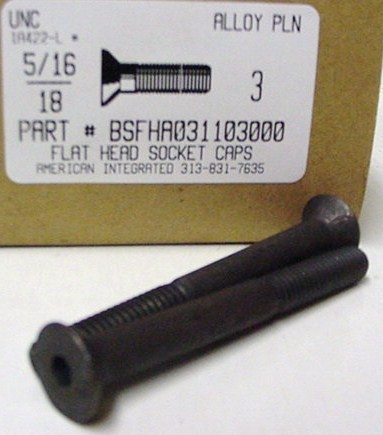 UNC ALLOY PLN
1A422-L *
5/16
18
3
PART # BSFHA031103000
FLAT HEAD SOCKET CAPS
AMERICAN INTEGRATED 313-831-7635